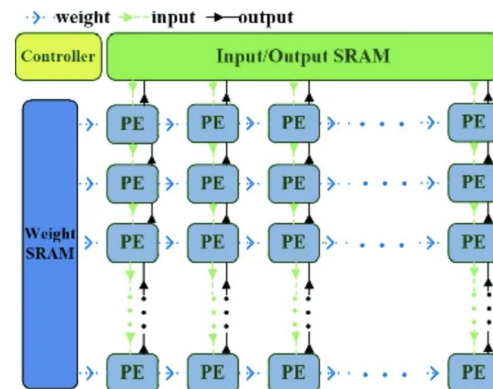 weight input output
Controller Input/Output SRAM
PE PE PE PE
PE PE PE PE
Weight
SRAM
PE PE PE PE
PE PE PE PE